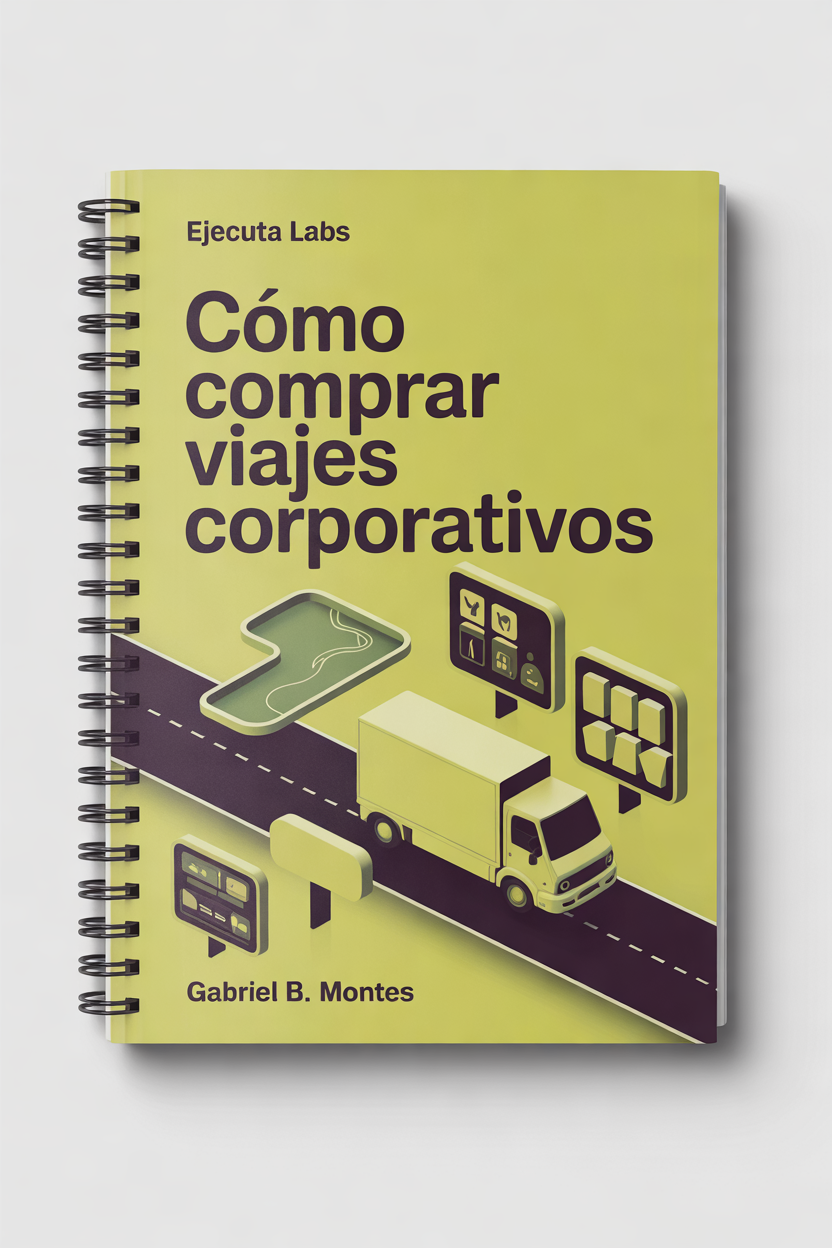 Ejecuta Labs
Cómo
comprar
viajes
corporativos
Gabriel B. Montes